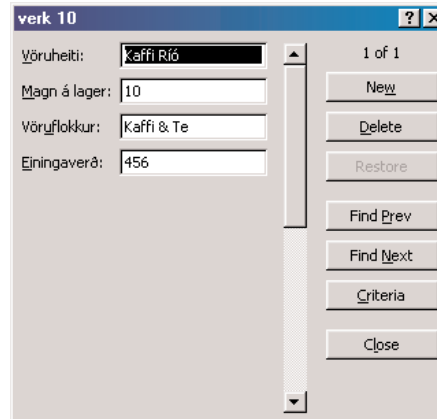 verk 10
Vöruheiti: Kaffi Ríó
Magn á lager: 10
Vöruflokkur: Kaffi & Te
Einingaverð: 456
1 of 1
New
Delete
Restore
Find Prev
Find Next
Criteria
Close